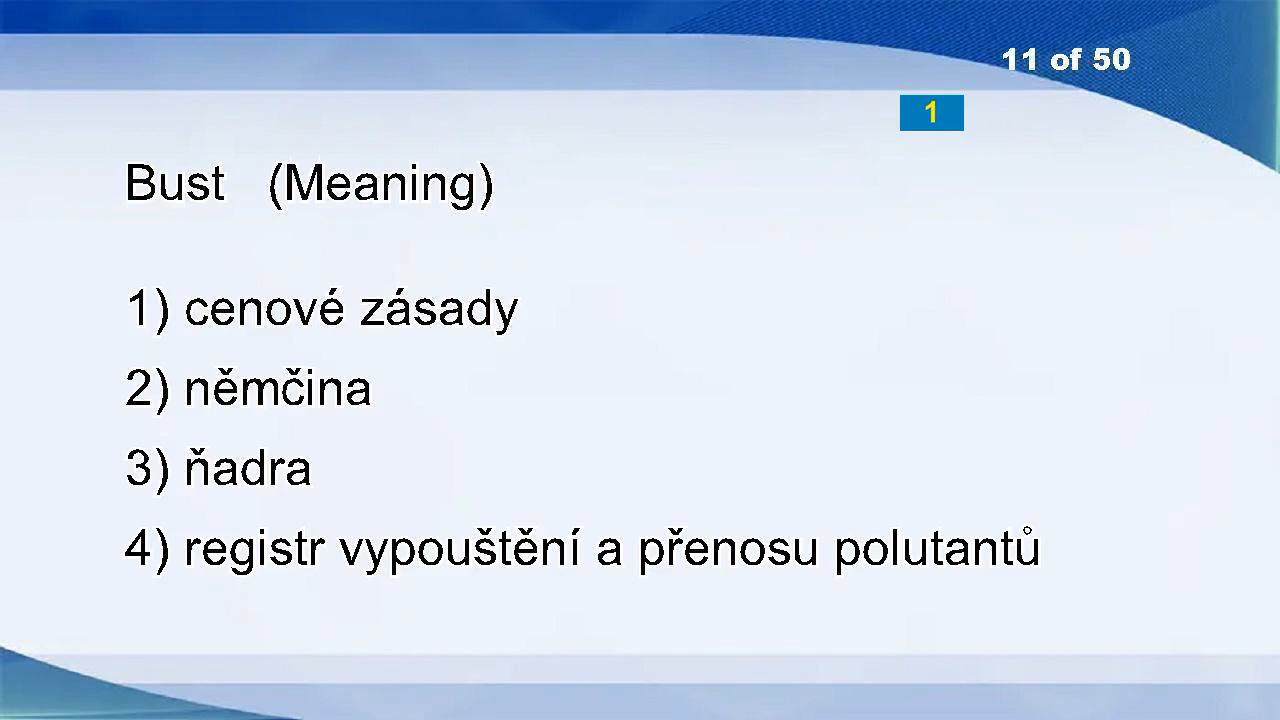 11 of 50
1
Bust (Meaning)
1) cenové zásady
2) němčina
3) ňadra
4) registr vypouštění a přenosu polutantů